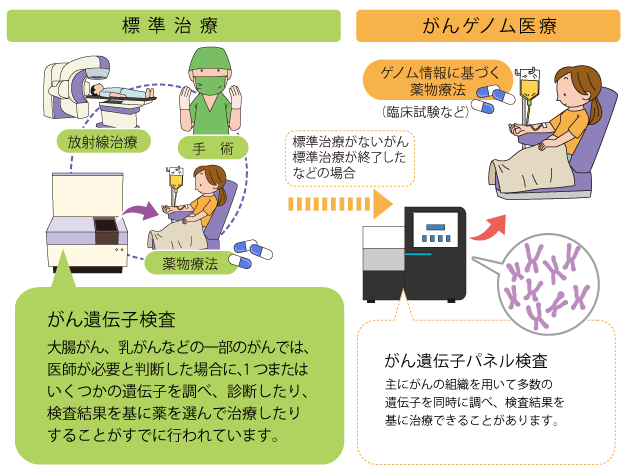 標準治療
放射線治療
手術
薬物療法
がん遺伝子検査
大腸がん、乳がんなどの一部のがんでは、
医師が必要と判断した場合に、1つまたは
いくつかの遺伝子を調べ、診断したり、
検査結果を基に薬を選んで治療したり
することがすでに行われています。
標準治療がないがん
標準治療が終了した
などの場合
がんゲノム医療
ゲノム情報に基づく
薬物療法
（臨床試験など）
がん遺伝子パネル検査
主にがんの組織を用いて多数の
遺伝子を同時に調べ、検査結果を
基に治療できることがあります。